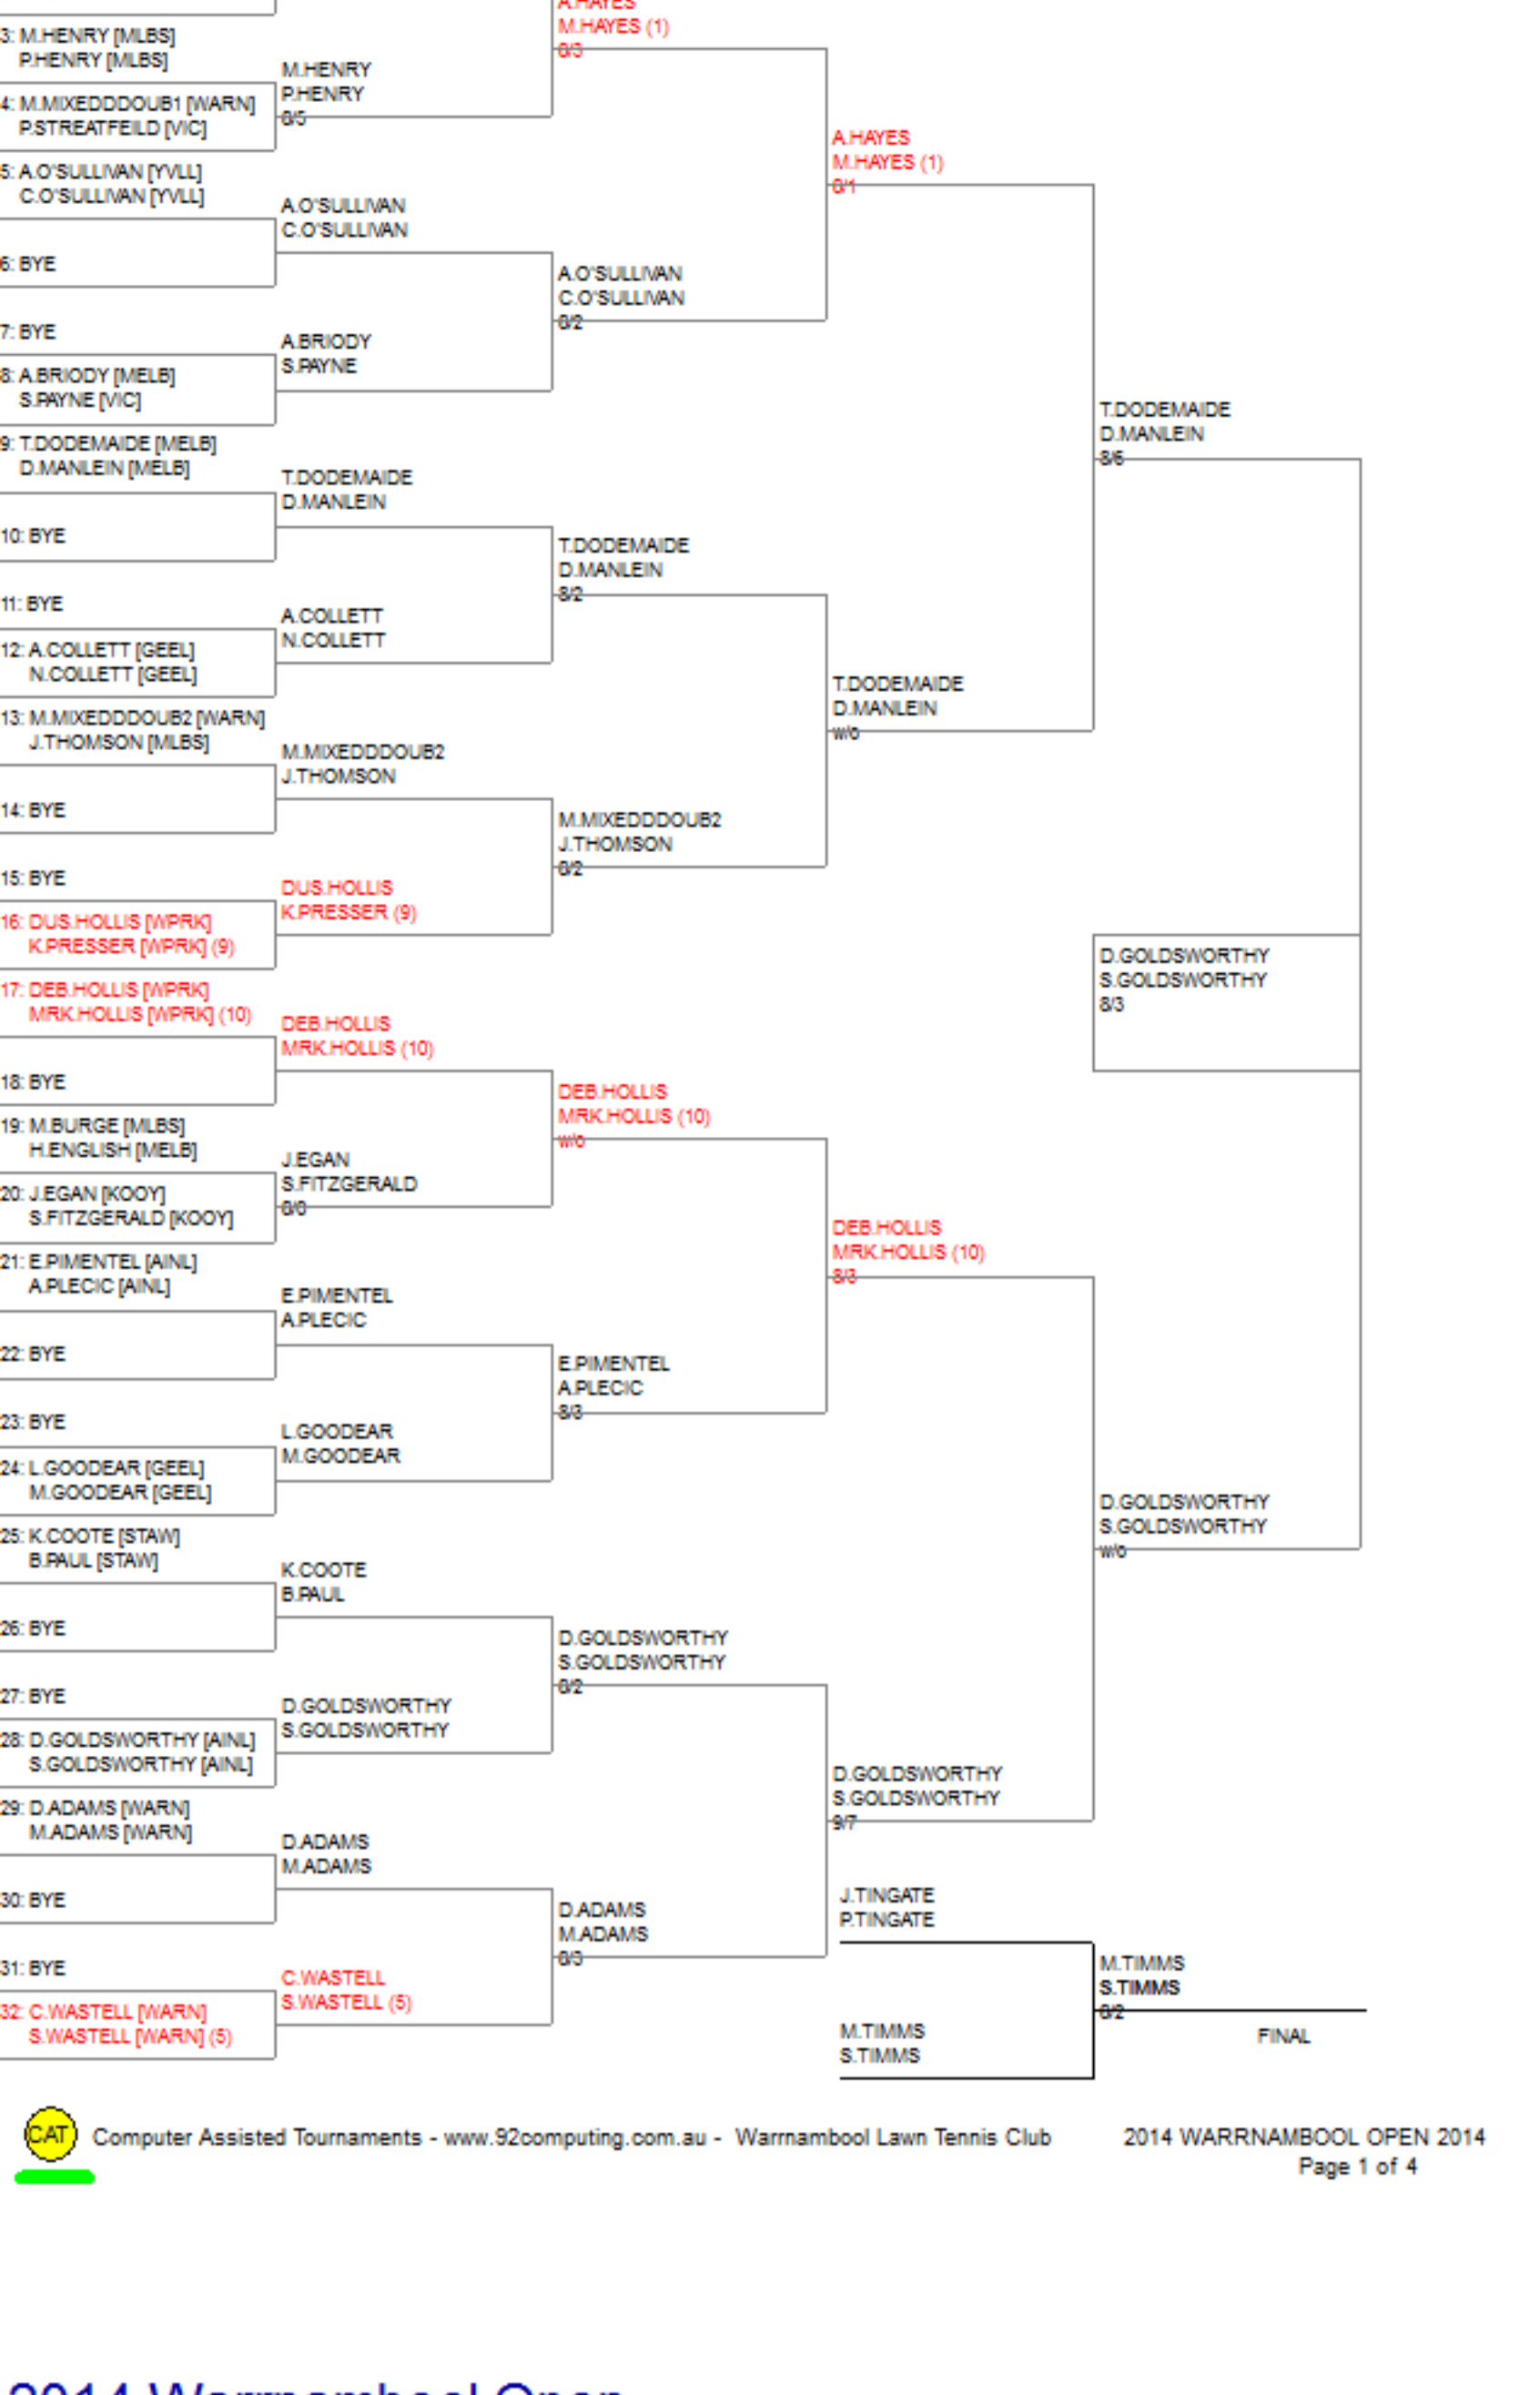 A.HAYES
M.HAYES (1)
8/3
3: M.HENRY [MLBS]
P.HENRY [MLBS]
M.HENRY
P.HENRY
8/5
4: M.MIXEDDDOUB1 [WARN]
P.STREATFEILD [VIC]
A.HAYES
M.HAYES (1)
8/1
5: A.O'SULLIVAN [YVLL]
C.O'SULLIVAN [YVLL]
A.O'SULLIVAN
C.O'SULLIVAN
6: BYE
A.O'SULLIVAN
C.O'SULLIVAN
8/2
7: BYE
A.BRIODY
S.PAYNE
8: A.BRIODY [MELB]
S.PAYNE [VIC]
T.DODEMAIDE
D.MANLEIN
8/6
9: T.DODEMAIDE [MELB]
D.MANLEIN [MELB]
T.DODEMAIDE
D.MANLEIN
10: BYE
T.DODEMAIDE
D.MANLEIN
8/2
11: BYE
A.COLLETT
N.COLLETT
12: A.COLLETT [GEEL]
N.COLLETT [GEEL]
T.DODEMAIDE
D.MANLEIN
w/o
13: M.MIXEDDDOUB2 [WARN]
J.THOMSON [MLBS]
M.MIXEDDDOUB2
J.THOMSON
14: BYE
M.MIXEDDDOUB2
J.THOMSON
8/2
15: BYE
DUS.HOLLIS
K.PRESSER (9)
16: DUS.HOLLIS [WPRK]
K.PRESSER [WPRK] (9)
D.GOLDSWORTHY
S.GOLDSWORTHY
8/3
17: DEB.HOLLIS [WPRK]
MRK.HOLLIS [WPRK] (10)
DEB.HOLLIS
MRK.HOLLIS (10)
18: BYE
DEB.HOLLIS
MRK.HOLLIS (10)
w/o
19: M.BURGE [MLBS]
H.ENGLISH [MELB]
J.EGAN
S.FITZGERALD
8/0
20: J.EGAN [KOOY]
S.FITZGERALD [KOOY]
DEB.HOLLIS
MRK.HOLLIS (10)
8/3
21: E.PIMENTEL [AINL]
A.PLECIC [AINL]
E.PIMENTEL
A.PLECIC
22: BYE
E.PIMENTEL
A.PLECIC
8/3
23: BYE
L.GOODEAR
M.GOODEAR
24: L.GOODEAR [GEEL]
M.GOODEAR [GEEL]
D.GOLDSWORTHY
S.GOLDSWORTHY
w/o
25: K.COOTE [STAW]
B.PAUL [STAW]
K.COOTE
B.PAUL
26: BYE
D.GOLDSWORTHY
S.GOLDSWORTHY
8/2
27: BYE
D.GOLDSWORTHY
S.GOLDSWORTHY
28: D.GOLDSWORTHY [AINL]
S.GOLDSWORTHY [AINL]
D.GOLDSWORTHY
S.GOLDSWORTHY
9/7
29: D.ADAMS [WARN]
M.ADAMS [WARN]
D.ADAMS
M.ADAMS
30: BYE
D.ADAMS
M.ADAMS
8/3
J.TINGATE
P.TINGATE
31: BYE
C.WASTELL
S.WASTELL (5)
M.TIMMS
S.TIMMS
8/2
32: C.WASTELL [WARN]
S.WASTELL [WARN] (5)
M.TIMMS
S.TIMMS
FINAL
CAT
Computer Assisted Tournaments - www.92computing.com.au - Warrnambool Lawn Tennis Club
2014 WARRNAMBOOL OPEN 2014
Page 1 of 4
2014 Warrnambool Open